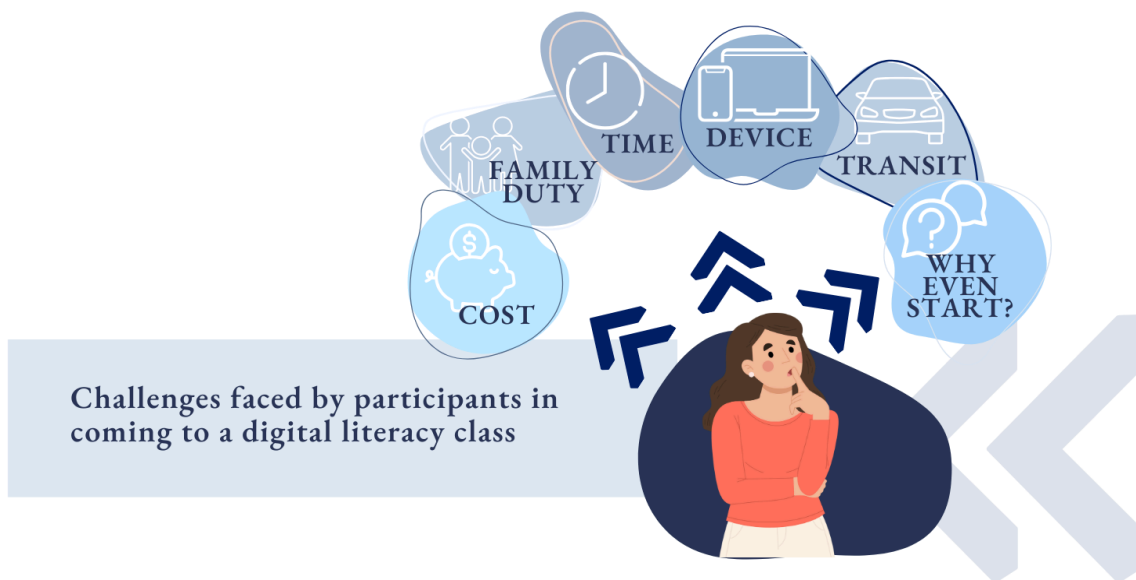 COST
FAMILY
DUTY
TIME
DEVICE
TRANSIT
WHY
EVEN
START?
Challenges faced by participants in
coming to a digital literacy class